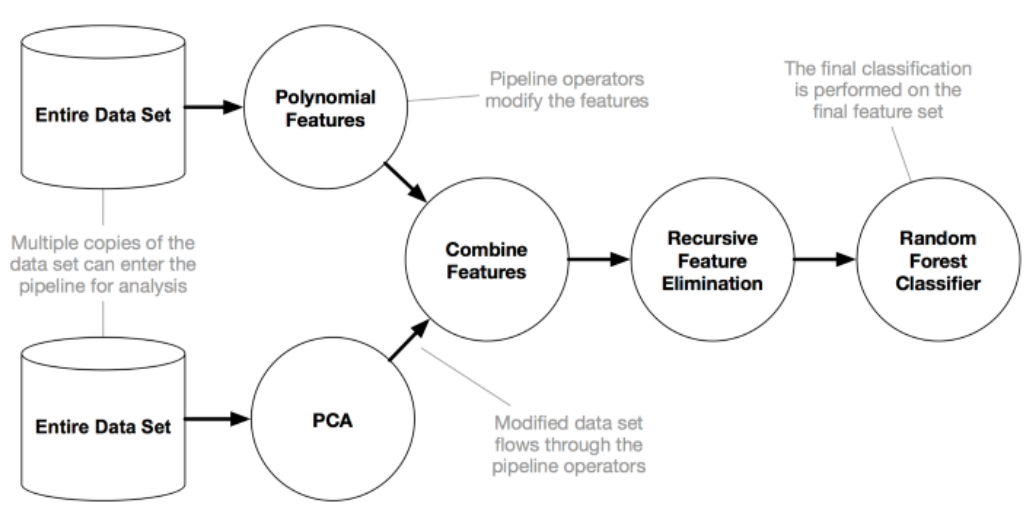 Entire Data Set
Polynomial
Features
Pipeline operators
modify the features
The final classification
is performed on the
final feature set
Multiple copies of the
data set can enter the
pipeline for analysis
Combine
Features
Recursive
Feature
Elimination
Random
Forest
Classifier
Entire Data Set
PCA
Modified data set
flows through the
pipeline operators